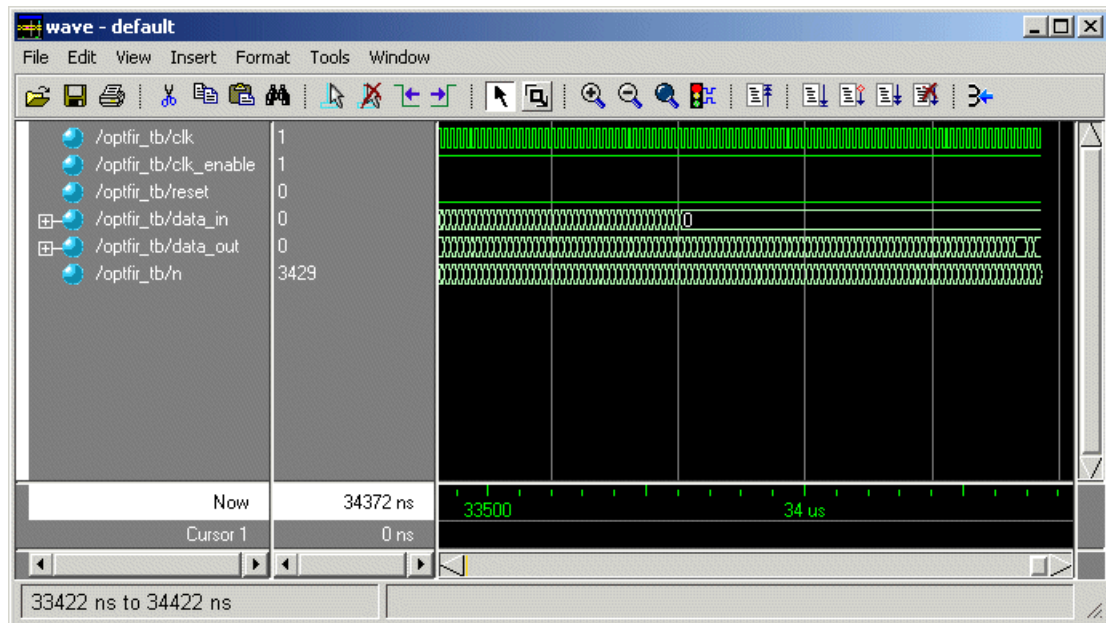 wave - default
File Edit View Insert Format Tools Window
/optfir_tb/clk 1
/optfir_tb/clk_enable 1
/optfir_tb/reset 0
/optfir_tb/data_in 0 0
/optfir_tb/data_out 0
/optfir_tb/n 3429
Now 34372 ns 33500 34 us
Cursor 1 0 ns
33422 ns to 34422 ns